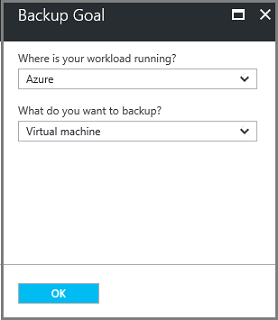 Backup Goal
Where is your workload running?
Azure
What do you want to backup?
Virtual machine
OK